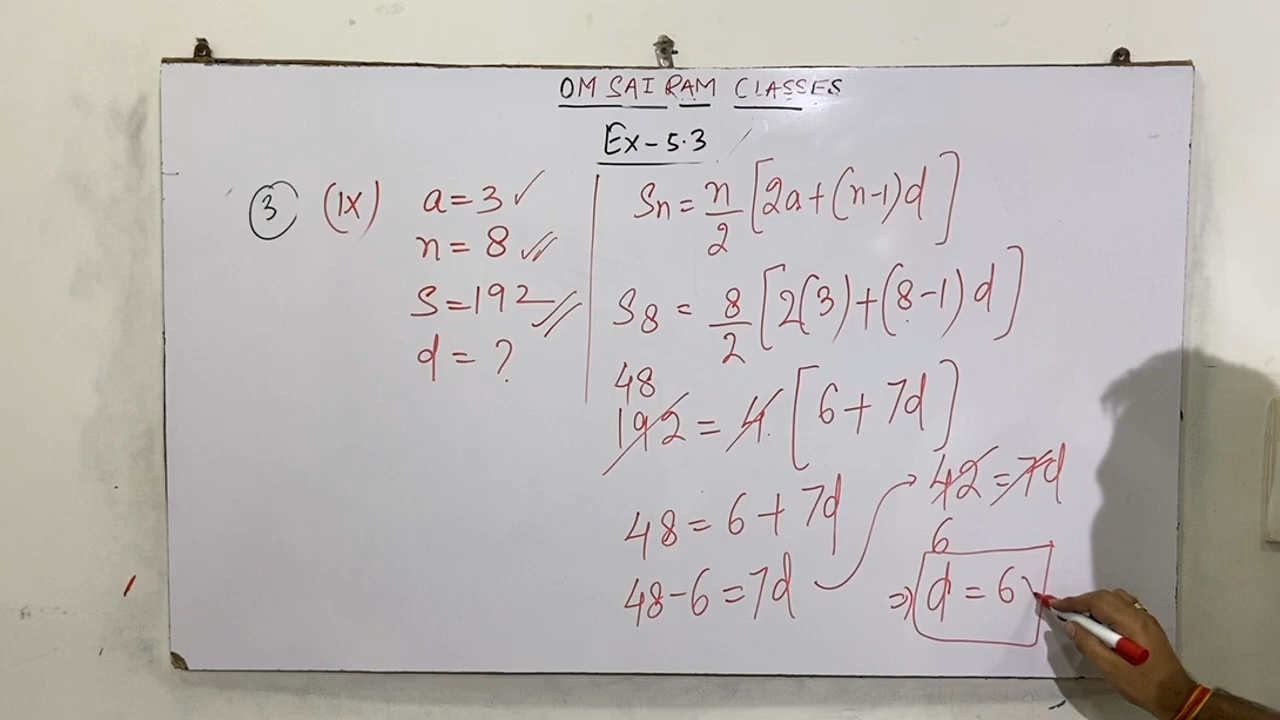 OM SAI RAM CLASSES
Ex-5.3
3 (IX) a=3 ✓
n=8
S=192
d=?
Sn = n/2 [2a+(n-1)d]
S8 = 8/2 [2(3)+(8-1)d]
48
192 = 4 [6+7d]
48 = 6+7d
48-6=7d
42=7d
6
⇒ d=6